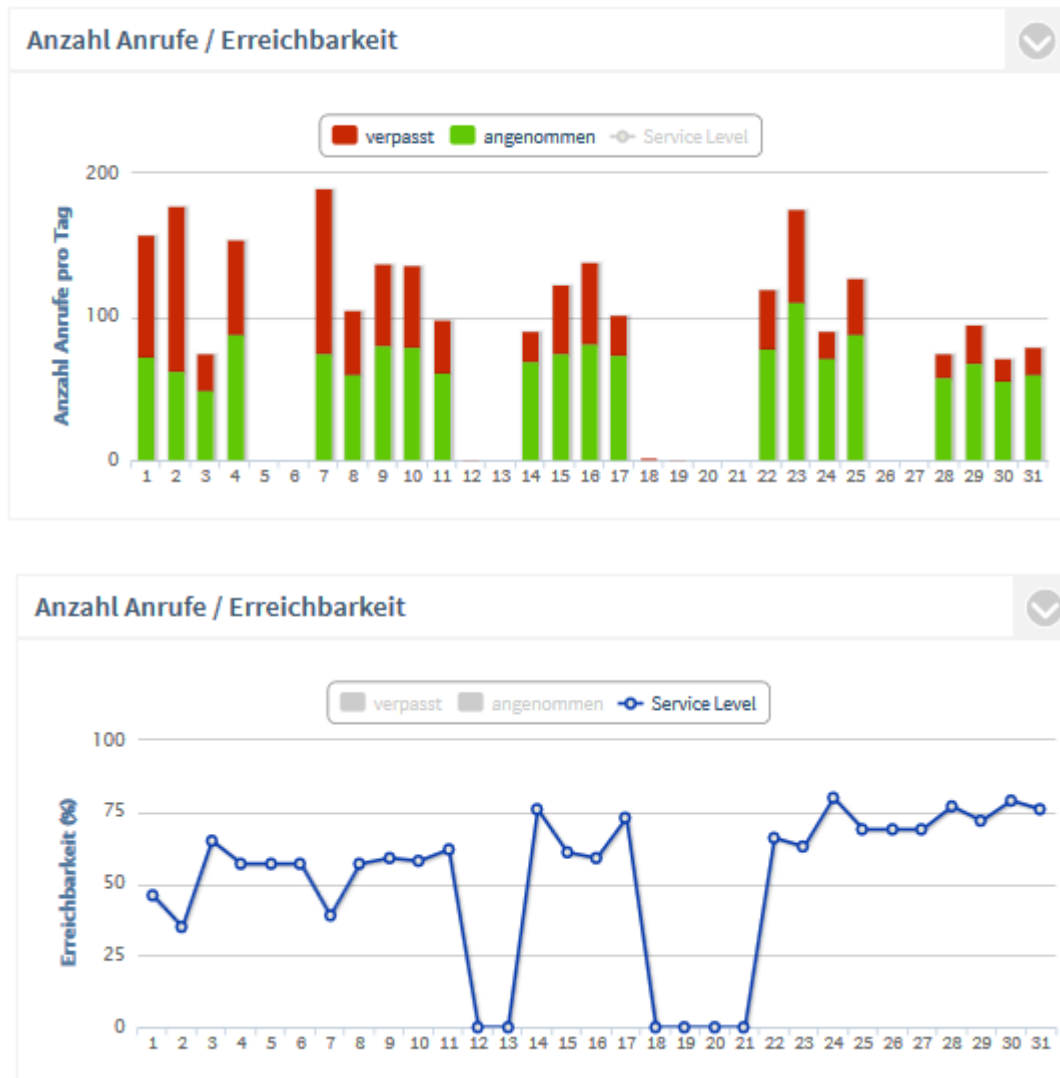 Anzahl Anrufe / Erreichbarkeit
verpasst angenommen Service Level
200
Anzahl Anrufe pro Tag
100
0
1 2 3 4 5 6 7 8 9 10 11 12 13 14 15 16 17 18 19 20 21 22 23 24 25 26 27 28 29 30 31
Anzahl Anrufe / Erreichbarkeit
verpasst angenommen Service Level
100
75
Erreichbarkeit (%)
50
25
0
1 2 3 4 5 6 7 8 9 10 11 12 13 14 15 16 17 18 19 20 21 22 23 24 25 26 27 28 29 30 31